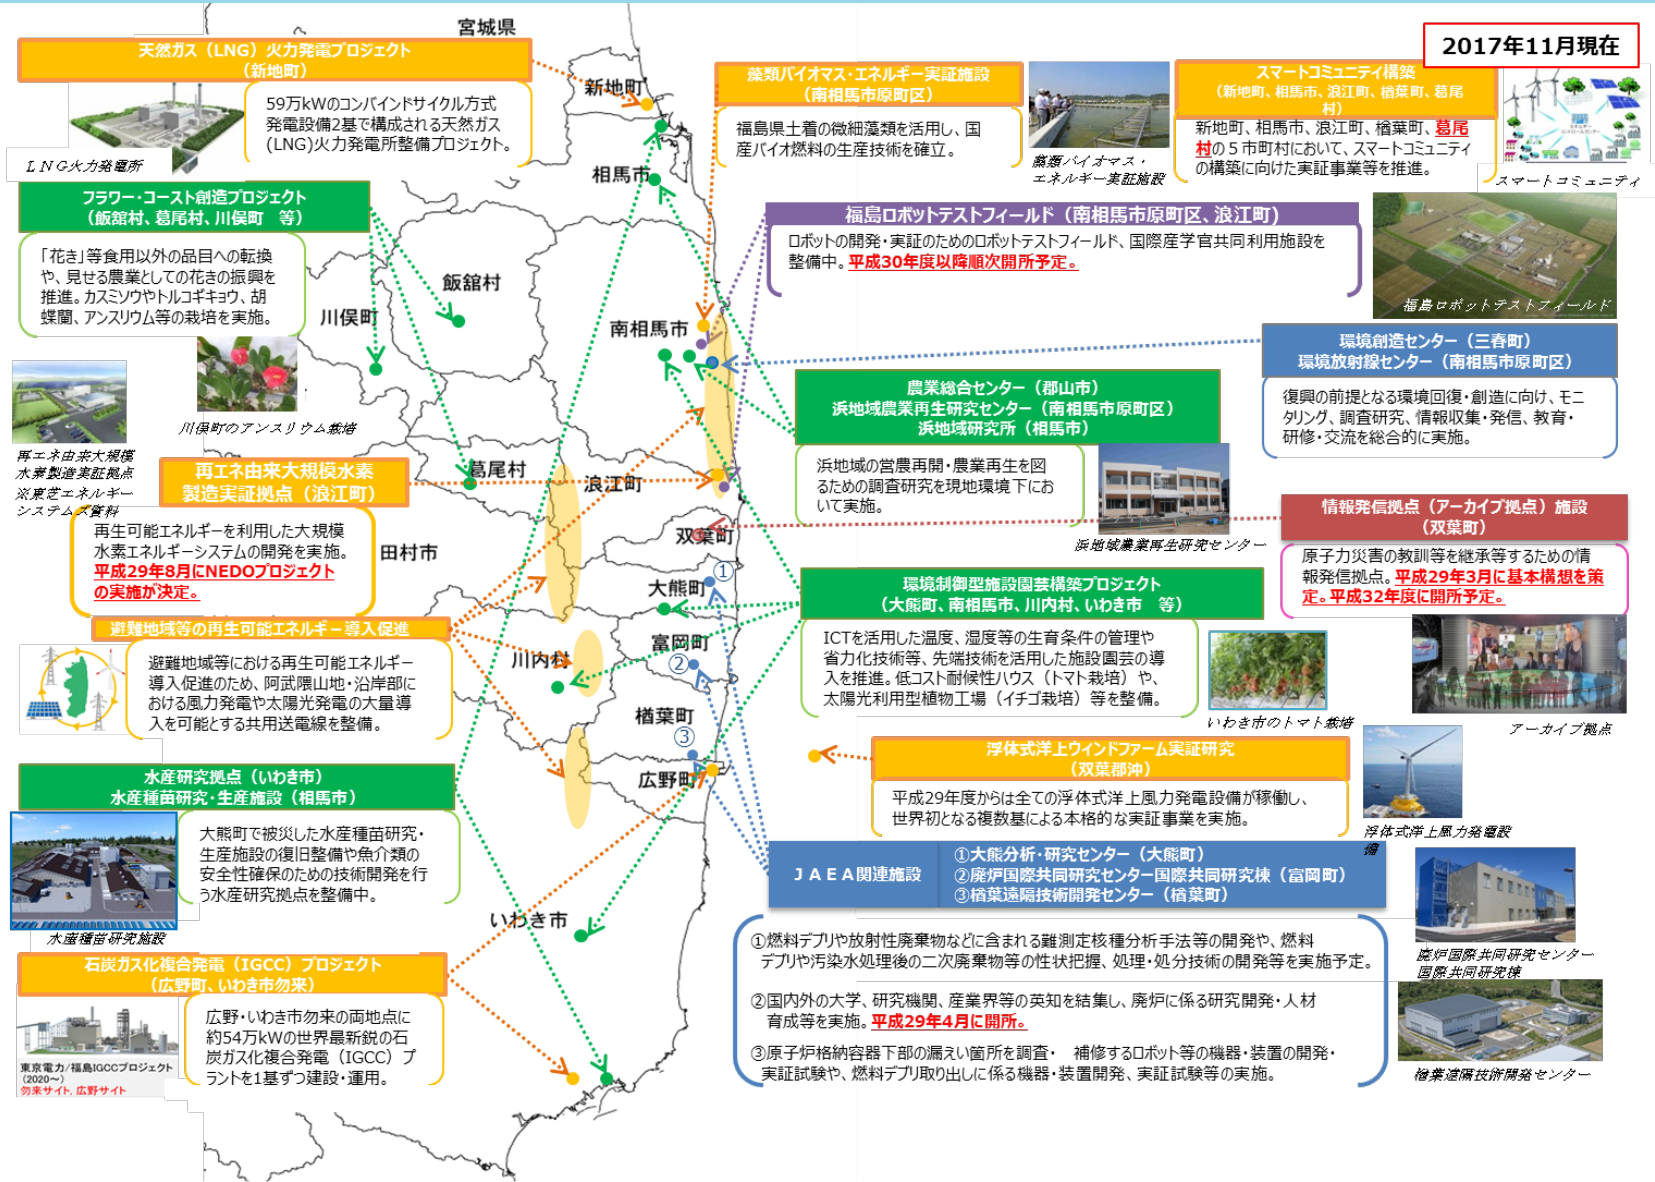 2017年11月現在
宮城県
天然ガス（LNG）火力発電プロジェクト
（新地町）
59万kWのコンバインドサイクル方式
発電設備2基で構成される天然ガス
(LNG)火力発電所整備プロジェクト。
ＬＮＧ火力発電所
フラワー・コースト創造プロジェクト
（飯舘村、葛尾村、川俣町　等）
「花き」等食用以外の品目への転換
や、見せる農業としての花きの振興を
推進。カスミソウやトルコギキョウ、胡
蝶蘭、アンスリウム等の栽培を実施。
川俣町のアンスリウム栽培
再エネ由来大規模
水素製造実証拠点
※東芝エネルギー
システムズ資料
再エネ由来大規模水素
製造実証拠点（浪江町）
再生可能エネルギーを利用した大規模
水素エネルギーシステムの開発を実施。
平成29年8月にNEDOプロジェクト
の実施が決定。
避難地域等の再生可能エネルギー導入促進
避難地域等における再生可能エネルギー
導入促進のため、阿武隈山地・沿岸部に
おける風力発電や太陽光発電の大量導
入を可能とする共用送電線を整備。
水産研究拠点（いわき市）
水産種苗研究・生産施設（相馬市）
大熊町で被災した水産種苗研究・
生産施設の復旧整備や魚介類の
安全性確保のための技術開発を行
う水産研究拠点を整備中。
水産種苗研究施設
石炭ガス化複合発電（IGCC）プロジェクト
（広野町、いわき市勿来）
広野・いわき市勿来の両地点に
約54万kWの世界最新鋭の石
炭ガス化複合発電（IGCC）プ
ラントを1基ずつ建設・運用。
東京電力/福島IGCCプロジェクト
(2020～)
勿来サイト, 広野サイト
新地町
相馬市
飯舘村
川俣町
南相馬市
葛尾村
浪江町
双葉町
田村市
①
大熊町
富岡町
②
川内村
楢葉町
③
広野町
いわき市
藻類バイオマス・エネルギー実証施設
（南相馬市原町区）
福島県土着の微細藻類を活用し、国
産バイオ燃料の生産技術を確立。
藻類バイオマス・
エネルギー実証施設
スマートコミュニティ構築
（新地町、相馬市、浪江町、楢葉町、葛尾
村）
新地町、相馬市、浪江町、楢葉町、葛尾
村の５市町村において、スマートコミュニティ
の構築に向けた実証事業等を推進。
スマートコミュニティ
福島ロボットテストフィールド（南相馬市原町区、浪江町)
ロボットの開発・実証のためのロボットテストフィールド、国際産学官共同利用施設を
整備中。平成30年度以降順次開所予定。
福島ロボットテストフィールド
環境創造センター（三春町）
環境放射線センター（南相馬市原町区）
復興の前提となる環境回復・創造に向け、モニ
タリング、調査研究、情報収集・発信、教育・
研修・交流を総合的に実施。
農業総合センター（郡山市）
浜地域農業再生研究センター（南相馬市原町区）
浜地域研究所（相馬市）
浜地域の営農再開・農業再生を図
るための調査研究を現地環境下にお
いて実施。
浜地域農業再生研究センター
情報発信拠点（アーカイブ拠点）施設
（双葉町）
原子力災害の教訓等を継承等するための情
報発信拠点。平成29年3月に基本構想を策
定。平成32年度に開所予定。
アーカイブ拠点
環境制御型施設園芸構築プロジェクト
（大熊町、南相馬市、川内村、いわき市　等）
ICTを活用した温度、湿度等の生育条件の管理や
省力化技術等、先端技術を活用した施設園芸の導
入を推進。低コスト耐候性ハウス（トマト栽培）や、
太陽光利用型植物工場（イチゴ栽培）等を整備。
いわき市のトマト栽培
浮体式洋上ウィンドファーム実証研究
（双葉郡沖）
平成29年度からは全ての浮体式洋上風力発電設備が稼働し、
世界初となる複数基による本格的な実証事業を実施。
浮体式洋上風力発電設
備
ＪＡＥＡ関連施設
①大熊分析・研究センター（大熊町）
②廃炉国際共同研究センター国際共同研究棟（富岡町）
③楢葉遠隔技術開発センター（楢葉町）
①燃料デブリや放射性廃棄物などに含まれる難測定核種分析手法等の開発や、燃料
デブリや汚染水処理後の二次廃棄物等の性状把握、処理・処分技術の開発等を実施予定。
②国内外の大学、研究機関、産業界等の英知を結集し、廃炉に係る研究開発・人材
育成等を実施。平成29年4月に開所。
③原子炉格納容器下部の漏えい箇所を調査・　補修するロボット等の機器・装置の開発・
実証試験や、燃料デブリ取り出しに係る機器・装置開発、実証試験等の実施。
廃炉国際共同研究センター
国際共同研究棟
楢葉遠隔技術開発センター